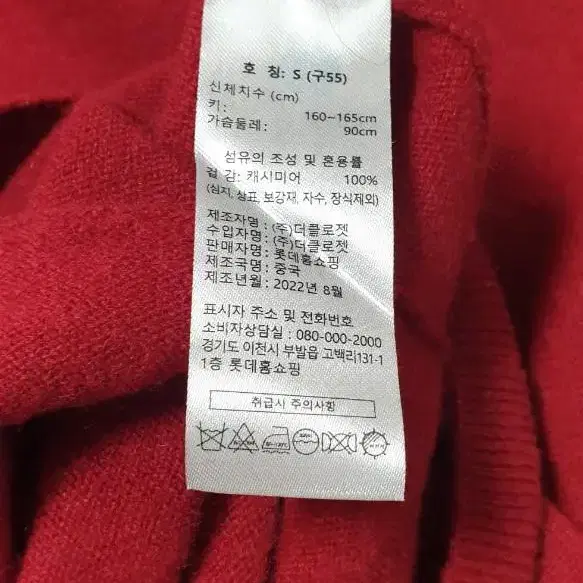 호 칭: S (구55)
신체치수 (cm)
키: 160~165cm
가슴둘레: 90cm
섬유의 조성 및 혼용률
겉 감: 캐시미어 100%
(심지, 상표, 보강재, 자수, 장식제외)
제조자명 : (주)더클로젯
수입자명 : (주)더클로젯
판매자명 : 롯데홈쇼핑
제조국명 : 중국
제조년월 : 2022년 8월
표시자 주소 및 전화번호
소비자상담실 : 080-000-2000
경기도 이천시 부발읍 고백리131-1
1층 롯데홈쇼핑
취급시 주의사항